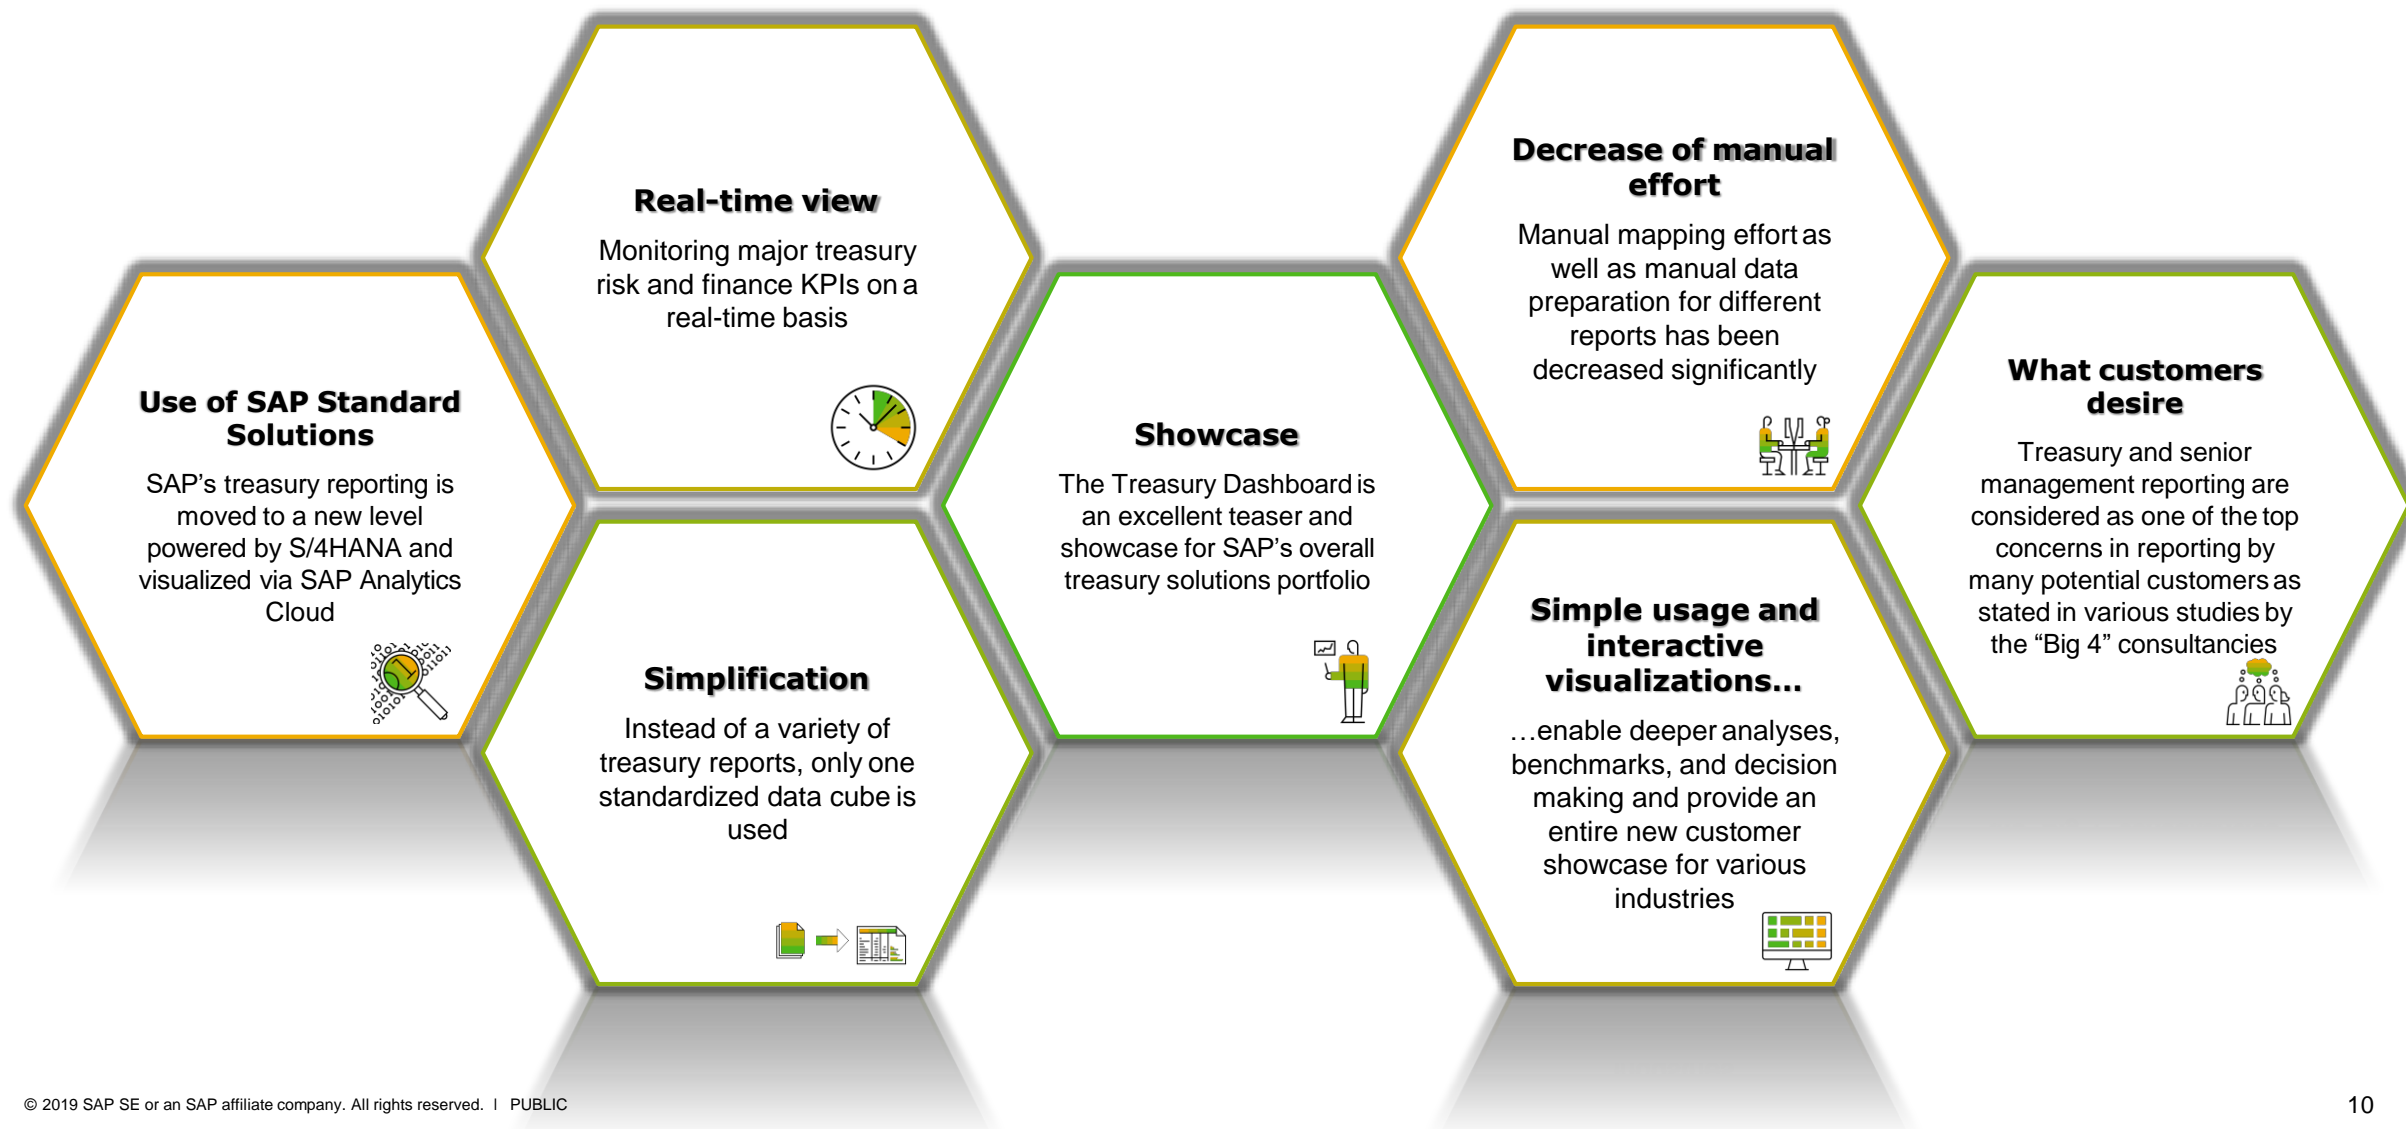 Use of SAP Standard
Solutions
SAP's treasury reporting is
moved to a new level
powered by S/4HANA and
visualized via SAP Analytics
Cloud
Real-time view
Monitoring major treasury
risk and finance KPIs on a
real-time basis
Simplification
Instead of a variety of
treasury reports, only one
standardized data cube is
used
Showcase
The Treasury Dashboard is
an excellent teaser and
showcase for SAP's overall
treasury solutions portfolio
Decrease of manual
effort
Manual mapping effort as
well as manual data
preparation for different
reports has been
decreased significantly
Simple usage and
interactive
visualizations...
…enable deeper analyses,
benchmarks, and decision
making and provide an
entire new customer
showcase for various
industries
What customers
desire
Treasury and senior
management reporting are
considered as one of the top
concerns in reporting by
many potential customers as
stated in various studies by
the “Big 4” consultancies
© 2019 SAP SE or an SAP affiliate company. All rights reserved. ǀ PUBLIC
10